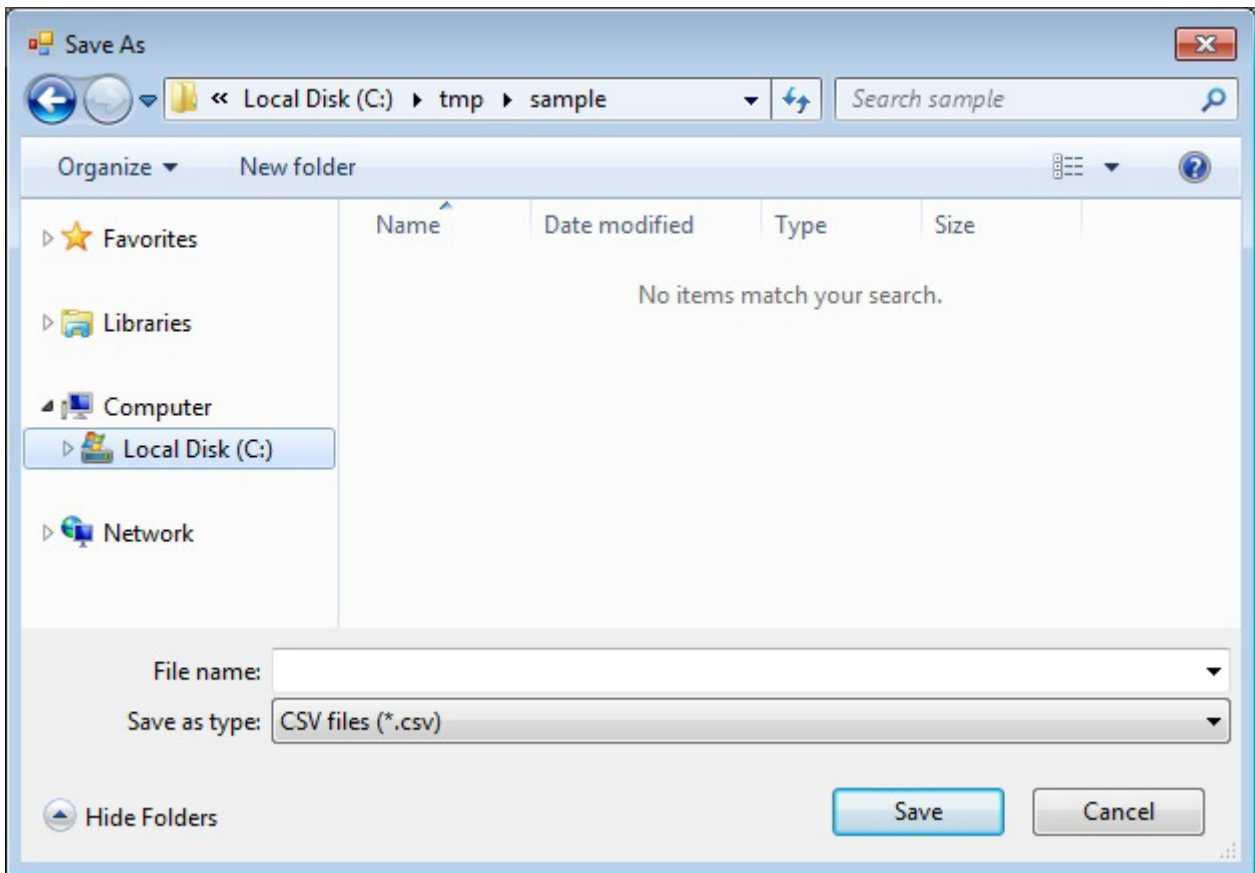 Save As
« Local Disk (C:) ▸ tmp ▸ sample Search sample
Organize New folder
Name Date modified Type Size
Favorites
No items match your search.
Libraries
Computer
Local Disk (C:)
Network
File name:
Save as type: CSV files (*.csv)
Hide Folders Save Cancel